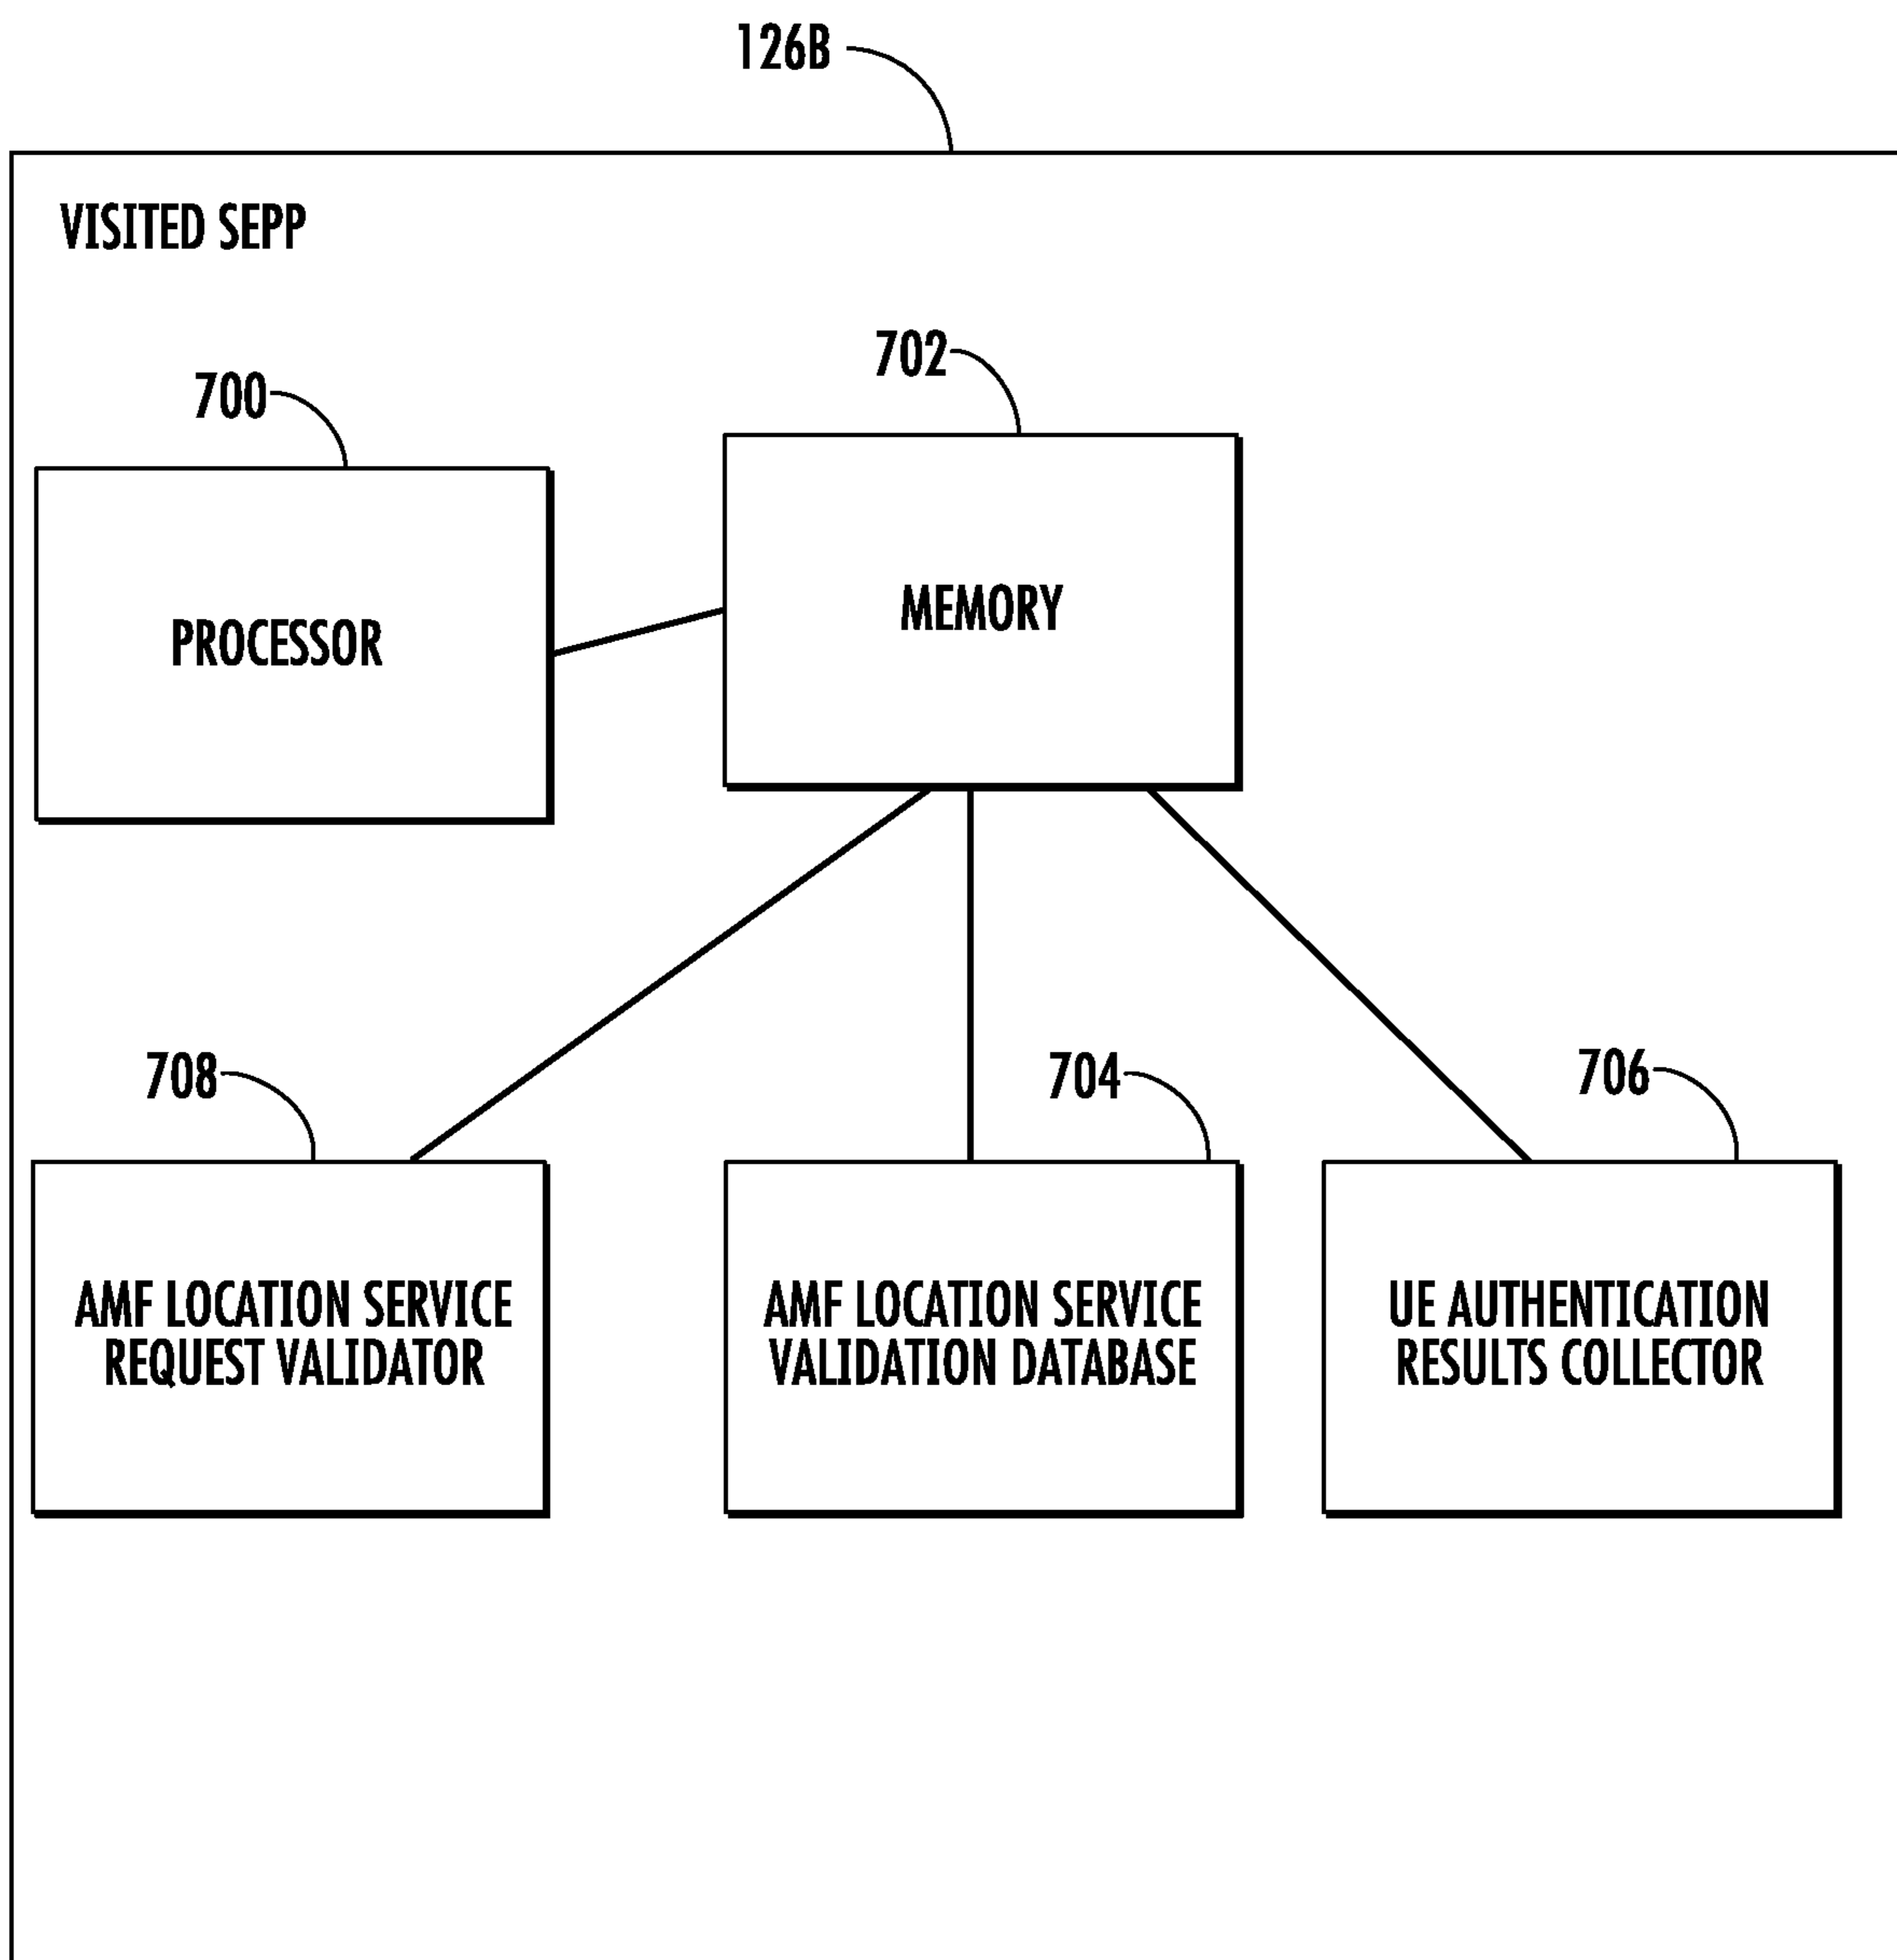 126B
VISITED SEPP
702
700
MEMORY
PROCESSOR
708
704
706
AMF LOCATION SERVICE
REQUEST VALIDATOR
AMF LOCATION SERVICE
VALIDATION DATABASE
UE AUTHENTICATION
RESULTS COLLECTOR